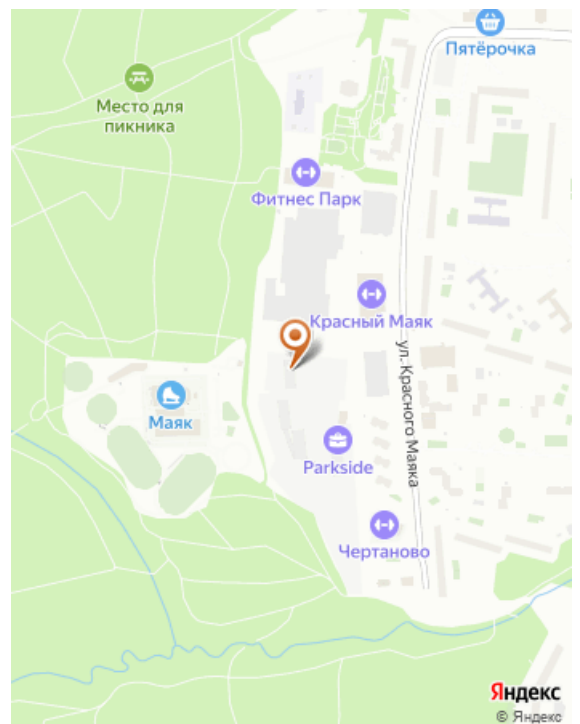 Пятёрочка
Место для
пикника
Фитнес Парк
Красный Маяк
ул. Красного Маяка
Маяк
Parkside
Чертаново
Яндекс
© Яндекс